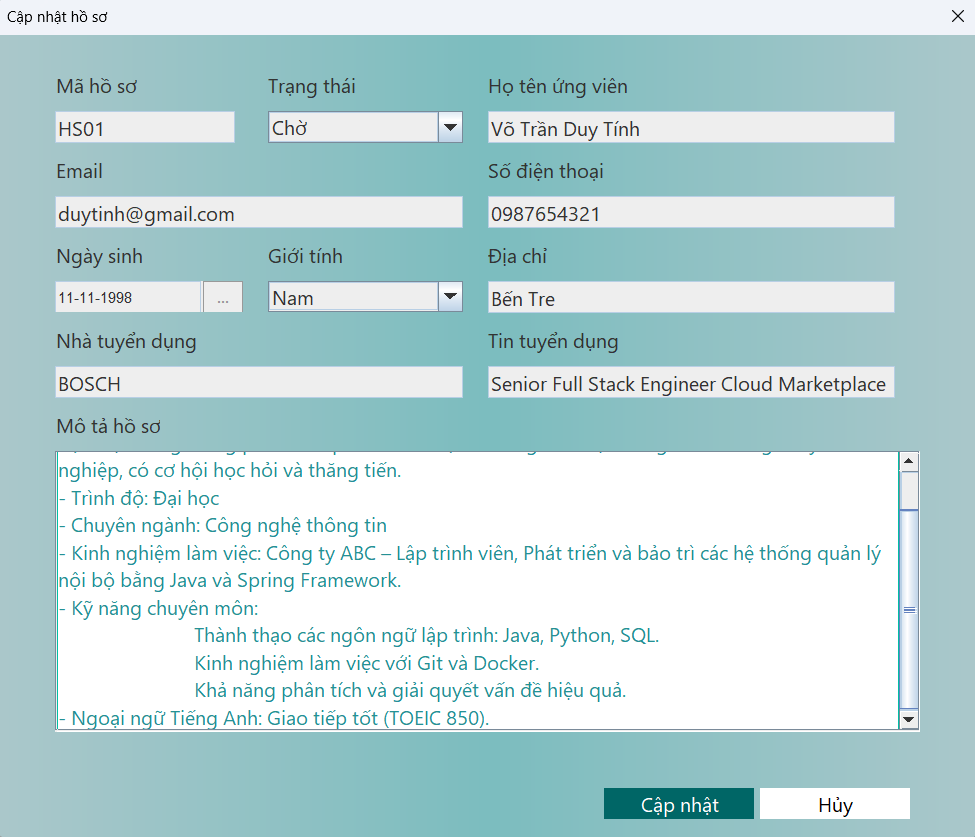 Cập nhật hồ sơ
Mã hồ sơ Trạng thái Họ tên ứng viên
HS01 Chờ Võ Trần Duy Tính
Email Số điện thoại
duytinh@gmail.com 0987654321
Ngày sinh Giới tính Địa chỉ
11-11-1998 ... Nam Bến Tre
Nhà tuyển dụng Tin tuyển dụng
BOSCH Senior Full Stack Engineer Cloud Marketplace
Mô tả hồ sơ
nghiệp, có cơ hội học hỏi và thăng tiến.
- Trình độ: Đại học
- Chuyên ngành: Công nghệ thông tin
- Kinh nghiệm làm việc: Công ty ABC – Lập trình viên, Phát triển và bảo trì các hệ thống quản lý
nội bộ bằng Java và Spring Framework.
- Kỹ năng chuyên môn:
Thành thạo các ngôn ngữ lập trình: Java, Python, SQL.
Kinh nghiệm làm việc với Git và Docker.
Khả năng phân tích và giải quyết vấn đề hiệu quả.
- Ngoại ngữ Tiếng Anh: Giao tiếp tốt (TOEIC 850).
Cập nhật Hủy